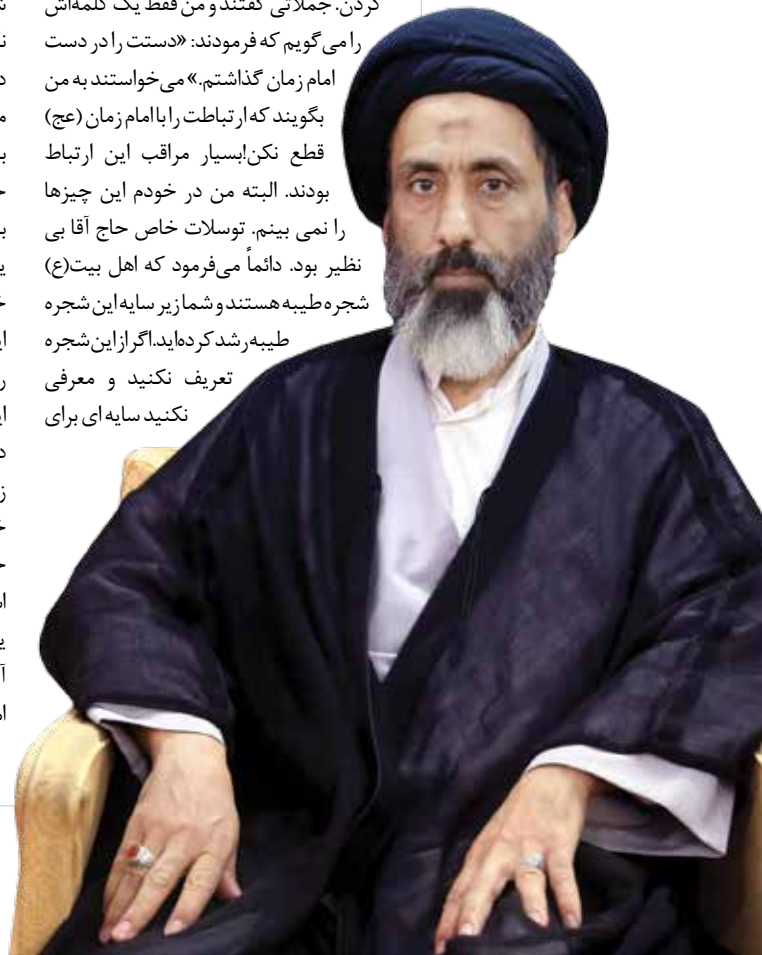 کردن. جملاتی گفتند و من فقط یک کلمه‌اش
را می‌گویم که فرمودند: «دستت را در دست
امام زمان گذاشتم.» می‌خواستند به من
بگویند که ارتباطت را با امام زمان (عج)
قطع نکن!بسیار مراقب این ارتباط
بودند. البته من در خودم این چیزها
را نمی بینم. توسلات خاص حاج آقا بی
نظیر بود. دائماً می‌فرمود که اهل بیت(ع)
شجره طیبه هستند و شما زیر سایه این شجره
طیبه رشد کرده‌اید.اگر از این شجره
تعریف نکنید و معرفی
نکنید سایه ای برای